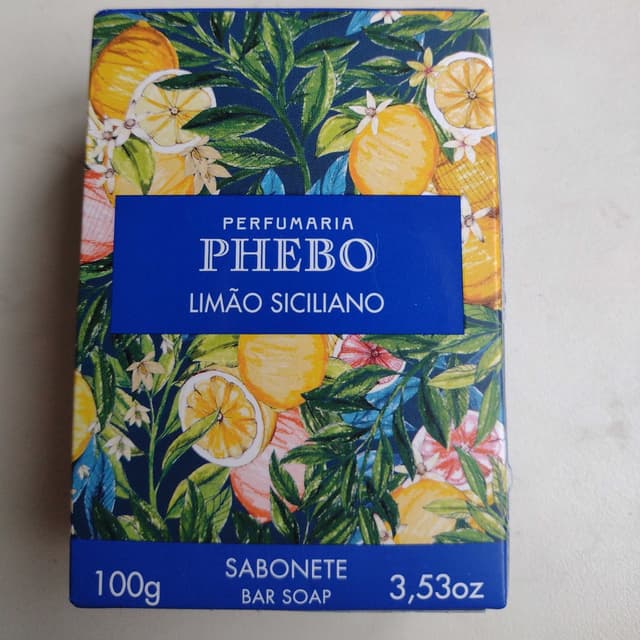 PERFUMARIA
PHEBO
LIMÃO SICILIANO
100g
SABONETE
BAR SOAP
3,53oz